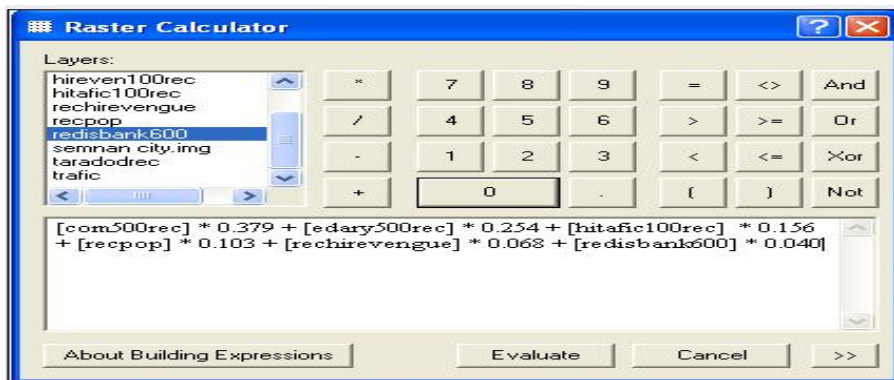 Raster Calculator
Layers:
hireven100rec
hitafic100rec
rechirevengue
recpop
redisbank600
semnan city.img
taradodrec
trafic
* 7 8 9 = <> And
/ 4 5 6 > >= Or
- 1 2 3 < <= Xor
+ 0 . ( ) Not
[com500rec] * 0.379 + [edary500rec] * 0.254 + [hitafic100rec] * 0.156
+ [recpop] * 0.103 + [rechirevengue] * 0.068 + [redisbank600] * 0.040
About Building Expressions Evaluate Cancel >>